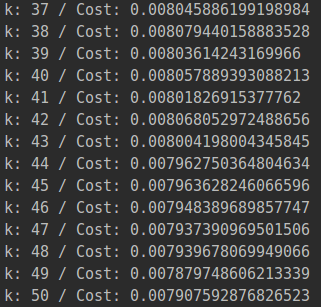 k: 37 / Cost: 0.008045886199198984
k: 38 / Cost: 0.008079440158883528
k: 39 / Cost: 0.00803614243169966
k: 40 / Cost: 0.008057889393088213
k: 41 / Cost: 0.00801826915377762
k: 42 / Cost: 0.008068052972488656
k: 43 / Cost: 0.008004198004345845
k: 44 / Cost: 0.007962750364804634
k: 45 / Cost: 0.007963628246066596
k: 46 / Cost: 0.007948389689857747
k: 47 / Cost: 0.007937390969501506
k: 48 / Cost: 0.007939678069949066
k: 49 / Cost: 0.007879748606213339
k: 50 / Cost: 0.007907592876826523